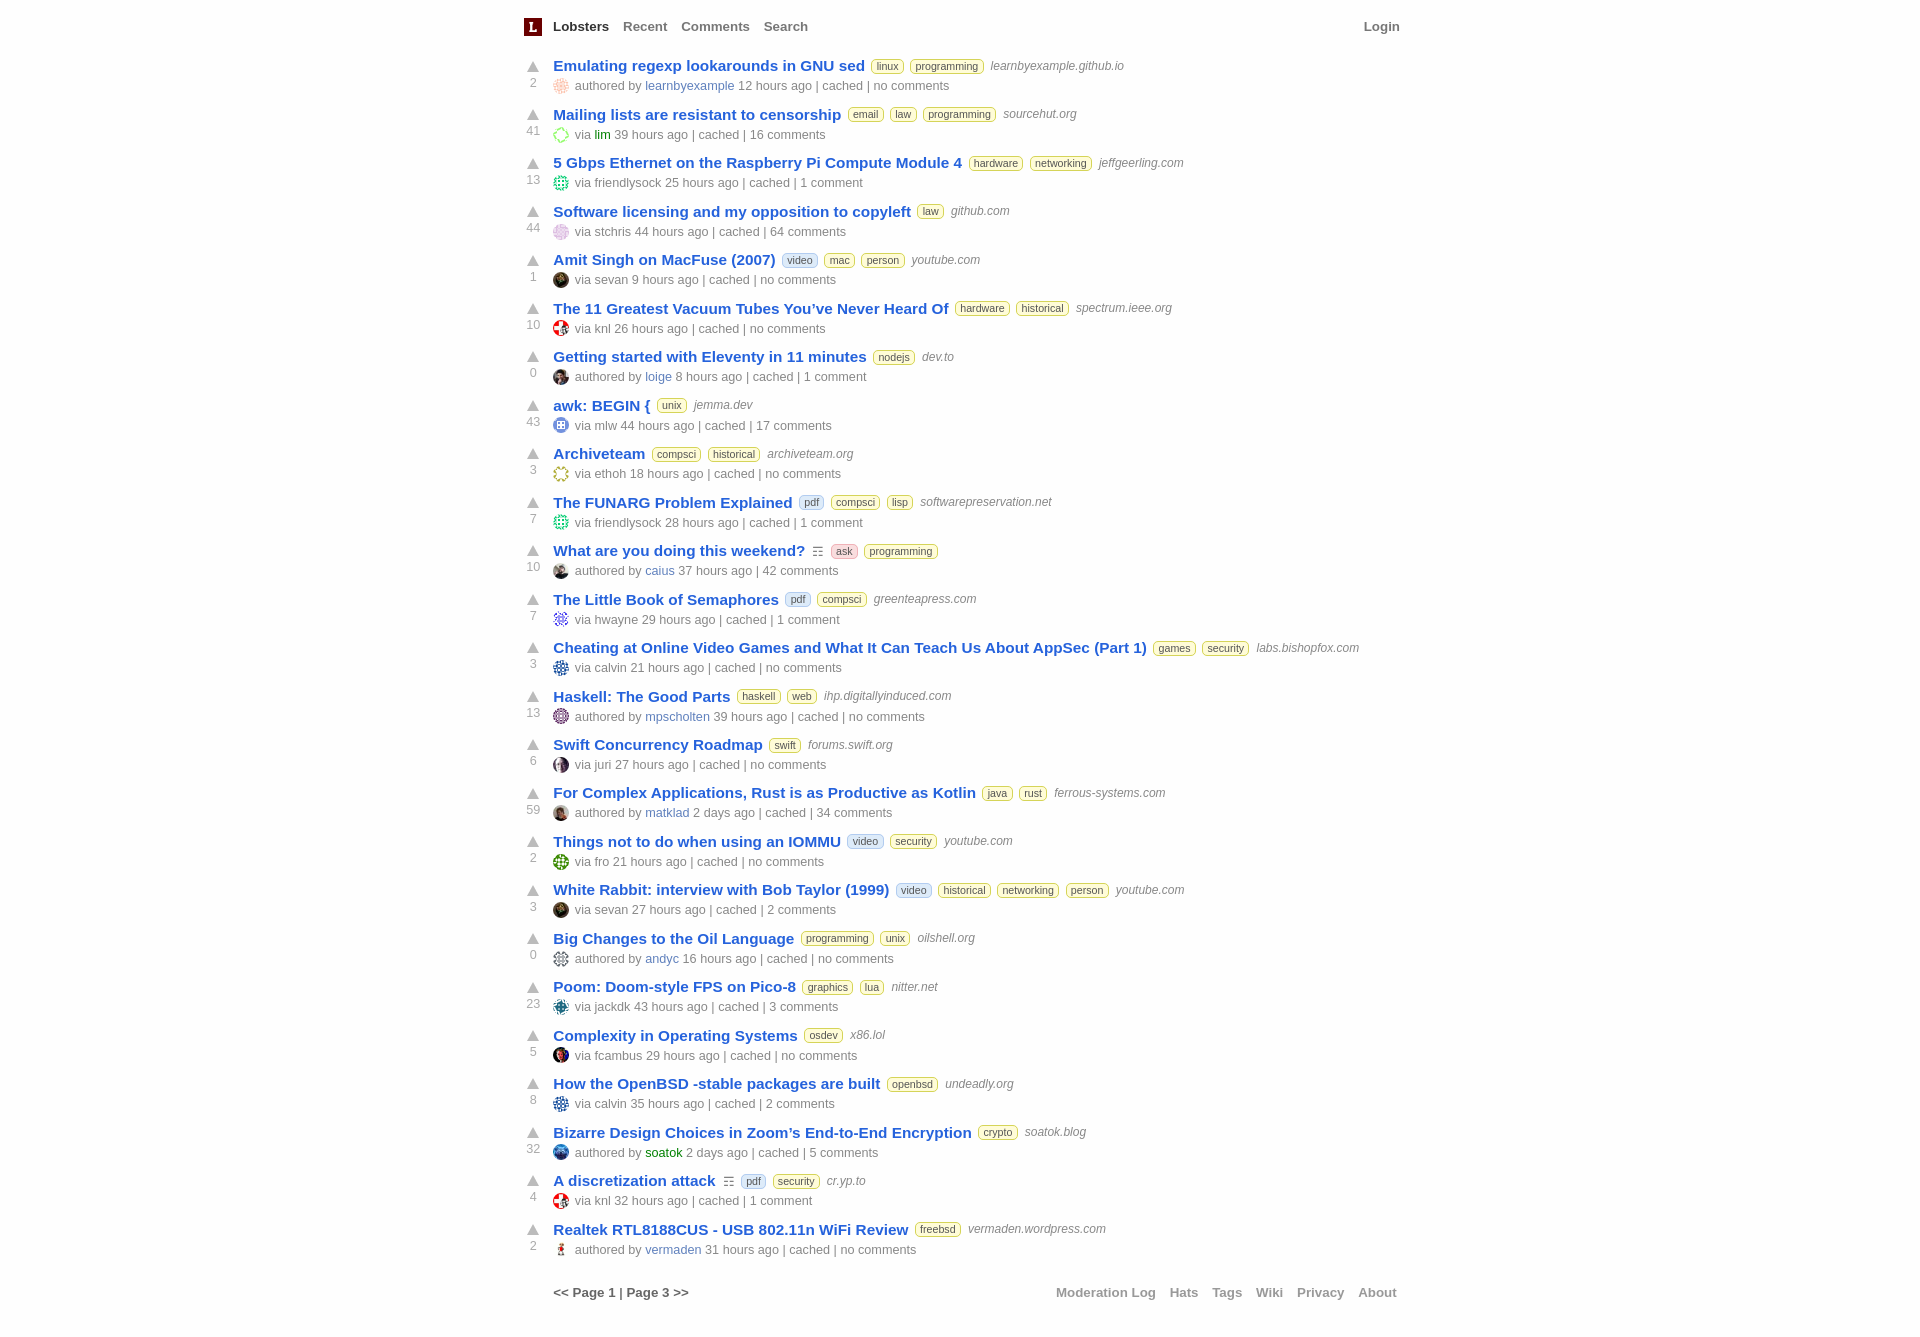 L Lobsters Recent Comments Search Login
Emulating regexp lookarounds in GNU sed linux programming learnbyexample.github.io
2 authored by learnbyexample 12 hours ago | cached | no comments
Mailing lists are resistant to censorship email law programming sourcehut.org
41 via lim 39 hours ago | cached | 16 comments
5 Gbps Ethernet on the Raspberry Pi Compute Module 4 hardware networking jeffgeerling.com
13 via friendlysock 25 hours ago | cached | 1 comment
Software licensing and my opposition to copyleft law github.com
44 via stchris 44 hours ago | cached | 64 comments
Amit Singh on MacFuse (2007) video mac person youtube.com
1 via sevan 9 hours ago | cached | no comments
The 11 Greatest Vacuum Tubes You’ve Never Heard Of hardware historical spectrum.ieee.org
10 via knl 26 hours ago | cached | no comments
Getting started with Eleventy in 11 minutes nodejs dev.to
0 authored by loige 8 hours ago | cached | 1 comment
awk: BEGIN { unix jemma.dev
43 via mlw 44 hours ago | cached | 17 comments
Archiveteam compsci historical archiveteam.org
3 via ethoh 18 hours ago | cached | no comments
The FUNARG Problem Explained pdf compsci lisp softwarepreservation.net
7 via friendlysock 28 hours ago | cached | 1 comment
What are you doing this weekend? ☶ ask programming
10 authored by caius 37 hours ago | 42 comments
The Little Book of Semaphores pdf compsci greenteapress.com
7 via hwayne 29 hours ago | cached | 1 comment
Cheating at Online Video Games and What It Can Teach Us About AppSec (Part 1) games security labs.bishopfox.com
3 via calvin 21 hours ago | cached | no comments
Haskell: The Good Parts haskell web ihp.digitallyinduced.com
13 authored by mpscholten 39 hours ago | cached | no comments
Swift Concurrency Roadmap swift forums.swift.org
6 via juri 27 hours ago | cached | no comments
For Complex Applications, Rust is as Productive as Kotlin java rust ferrous-systems.com
59 authored by matklad 2 days ago | cached | 34 comments
Things not to do when using an IOMMU video security youtube.com
2 via fro 21 hours ago | cached | no comments
White Rabbit: interview with Bob Taylor (1999) video historical networking person youtube.com
3 via sevan 27 hours ago | cached | 2 comments
Big Changes to the Oil Language programming unix oilshell.org
0 authored by andyc 16 hours ago | cached | no comments
Poom: Doom-style FPS on Pico-8 graphics lua nitter.net
23 via jackdk 43 hours ago | cached | 3 comments
Complexity in Operating Systems osdev x86.lol
5 via fcambus 29 hours ago | cached | no comments
How the OpenBSD -stable packages are built openbsd undeadly.org
8 via calvin 35 hours ago | cached | 2 comments
Bizarre Design Choices in Zoom’s End-to-End Encryption crypto soatok.blog
32 authored by soatok 2 days ago | cached | 5 comments
A discretization attack ☶ pdf security cr.yp.to
4 via knl 32 hours ago | cached | 1 comment
Realtek RTL8188CUS - USB 802.11n WiFi Review freebsd vermaden.wordpress.com
2 authored by vermaden 31 hours ago | cached | no comments
<< Page 1 | Page 3 >> Moderation Log Hats Tags Wiki Privacy About